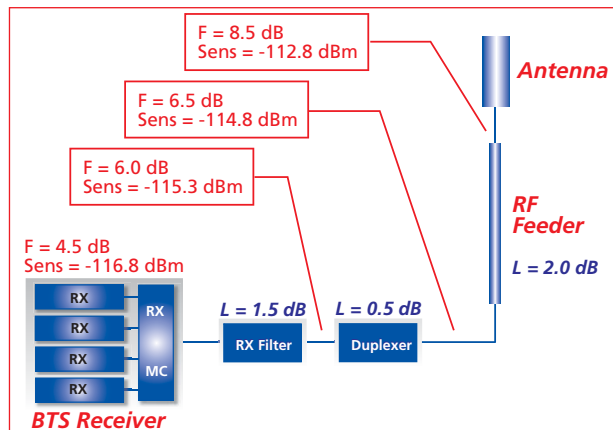 F = 8.5 dB
Sens = -112.8 dBm
Antenna
F = 6.5 dB
Sens = -114.8 dBm
F = 6.0 dB
Sens = -115.3 dBm
RF
Feeder
L = 2.0 dB
F = 4.5 dB
Sens = -116.8 dBm
L = 1.5 dB
L = 0.5 dB
RX
RX
RX
RX
RX
MC
RX Filter
Duplexer
BTS Receiver